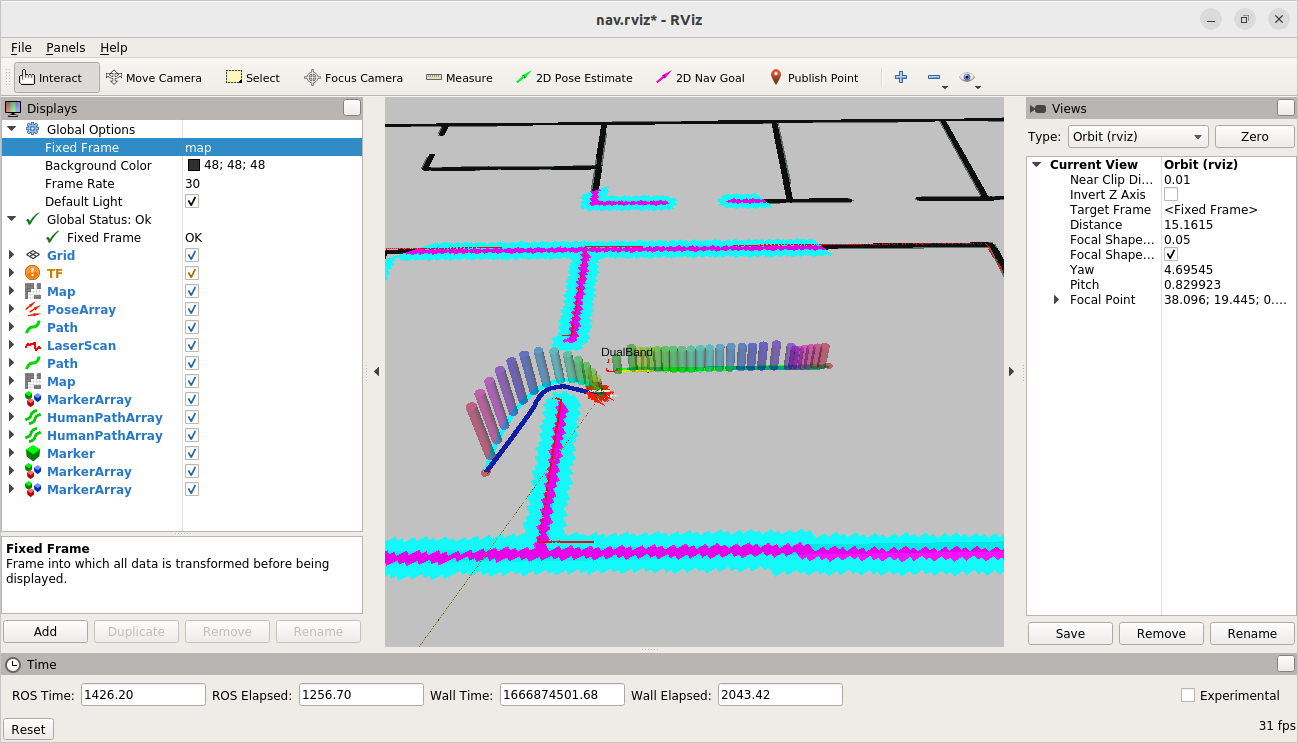 nav.rviz* - RViz
File Panels Help
Interact Move Camera Select Focus Camera Measure 2D Pose Estimate 2D Nav Goal Publish Point
Displays
Global Options
Fixed Frame map
Background Color 48; 48; 48
Frame Rate 30
Default Light
Global Status: Ok
Fixed Frame OK
Grid
TF
Map
PoseArray
Path
LaserScan
Path
Map
MarkerArray
HumanPathArray
HumanPathArray
Marker
MarkerArray
MarkerArray
Fixed Frame
Frame into which all data is transformed before being
displayed.
Add Duplicate Remove Rename
DualBand
Views
Type: Orbit (rviz) Zero
Current View Orbit (rviz)
Near Clip Di... 0.01
Invert Z Axis
Target Frame <Fixed Frame>
Distance 15.1615
Focal Shape... 0.05
Focal Shape...
Yaw 4.69545
Pitch 0.829923
Focal Point 38.096; 19.445; 0....
Save Remove Rename
Time
ROS Time: 1426.20 ROS Elapsed: 1256.70 Wall Time: 1666874501.68 Wall Elapsed: 2043.42 Experimental
Reset 31 fps